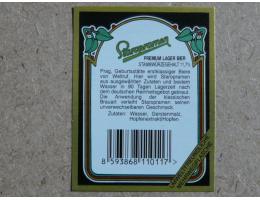 Staropramen
PREMIUM LAGER BIER
STAMMWÜRZEGEHALT 11,7%
Prag, Geburtsstätte erstklassiger Biere
von Weltruf. Hier wird Staropramen
aus ausgewählten Zutaten und bestem
Wasser in 90 Tagen Lagerzeit nach
dem deutschen Reinheitsgebot gebraut.
Die Anwendung der klassischen
Brauart verleiht Staropramen seinen
unverwechselbaren Geschmack.
Zutaten: Wasser, Gerstenmalz,
Hopfenextrakt/Hopfen
8 593868 110117 >